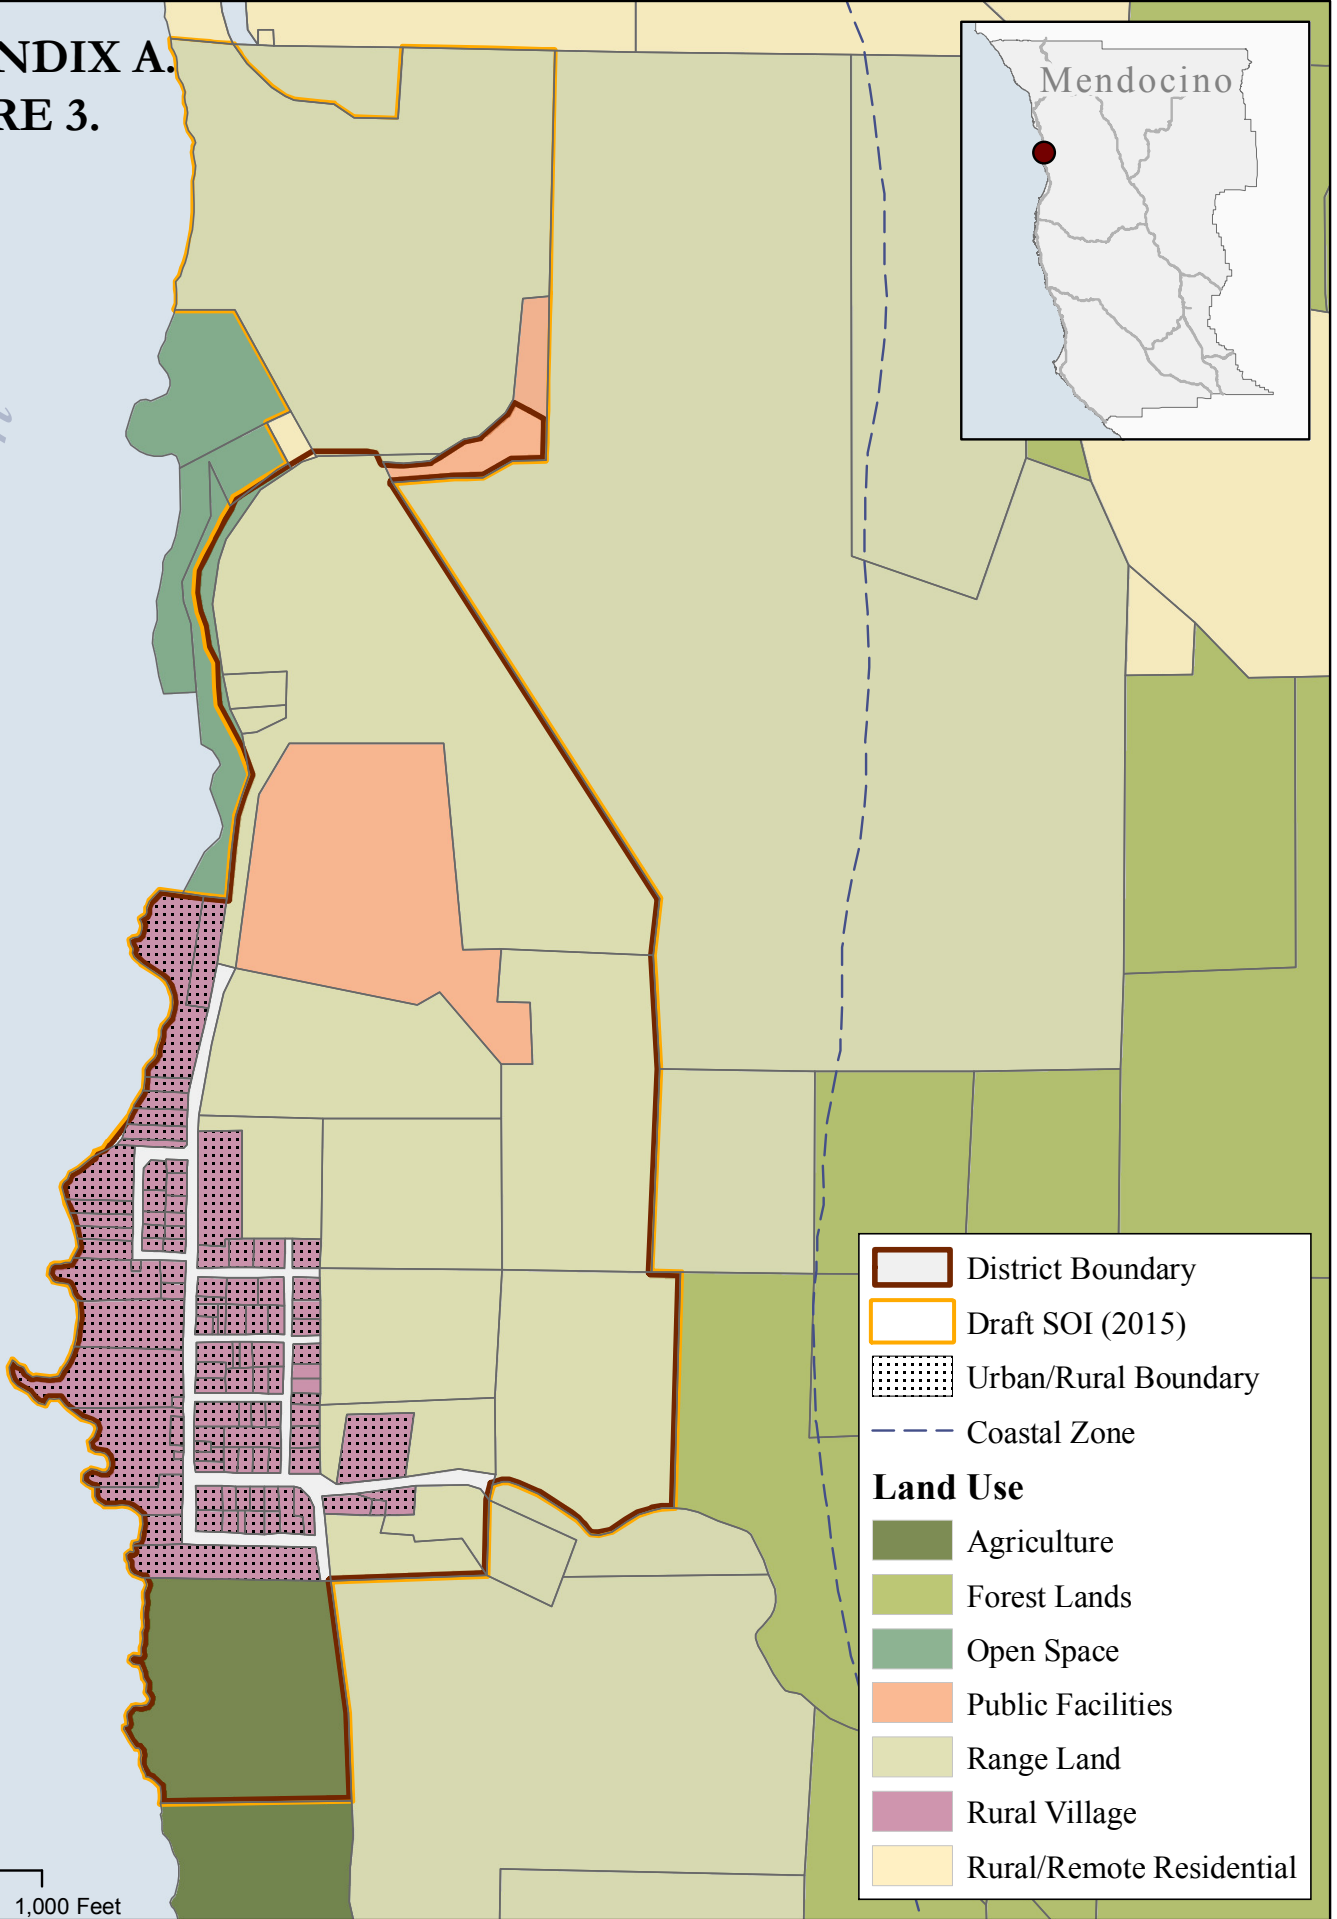 NDIX A.
RE 3.
Mendocino
n
District Boundary
Draft SOI (2015)
Urban/Rural Boundary
Coastal Zone
Land Use
Agriculture
Forest Lands
Open Space
Public Facilities
Range Land
Rural Village
Rural/Remote Residential
1,000 Feet